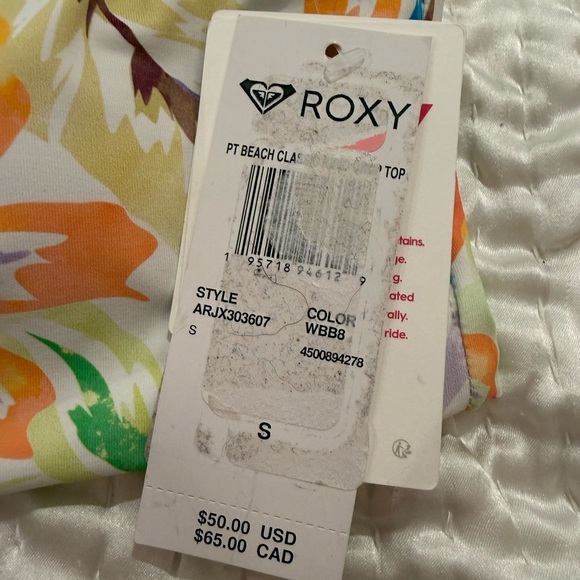 ROXY
PT BEACH CLAS TOP
1 95718 94612 9
STYLE
ARJX303607
COLOR
WBB8
S
4500894278
S
$50.00 USD
$65.00 CAD
tains.
ge.
g.
ated
ally.
ride.